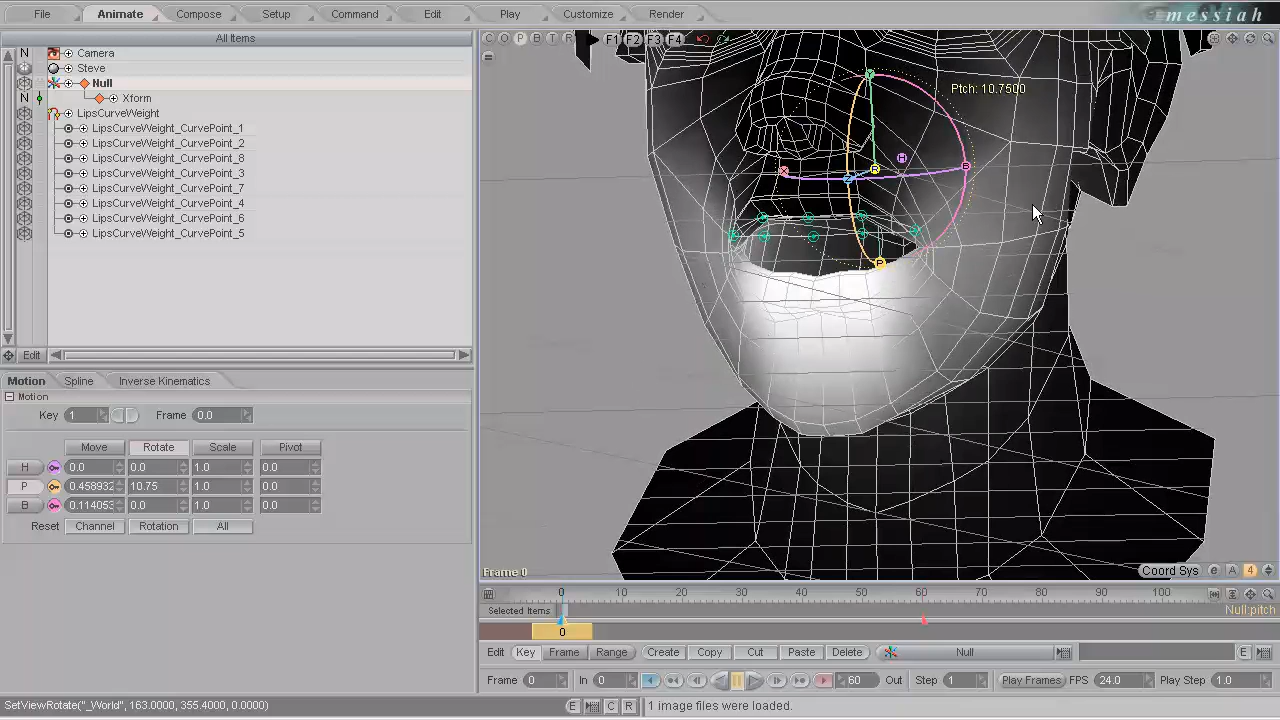 File Animate Compose Setup Command Edit Play Customize Render messiah
All Items
N Camera
Steve
Null
N Xform
LipsCurveWeight
LipsCurveWeight_CurvePoint_1
LipsCurveWeight_CurvePoint_2
LipsCurveWeight_CurvePoint_8
LipsCurveWeight_CurvePoint_3
LipsCurveWeight_CurvePoint_7
LipsCurveWeight_CurvePoint_4
LipsCurveWeight_CurvePoint_6
LipsCurveWeight_CurvePoint_5
Edit
C O P B T R F1 F2 F3 F4
Ptch: 10.7500
H
B
P
Frame 0
Coord Sys e A 4
Motion Spline Inverse Kinematics
Motion
Key 1 Frame 0.0
Move Rotate Scale Pivot
H 0.0 0.0 1.0 0.0
P 0.458932 10.75 1.0 0.0
B 0.114053 0.0 1.0 0.0
Reset Channel Rotation All
0 10 20 30 40 50 60 70 80 90 100
Selected Items Null:pitch
0
Edit Key Frame Range Create Copy Cut Paste Delete Null E
Frame 0 In 0 60 Out Step 1 Play Frames FPS 24.0 Play Step 1.0
SetViewRotate("_World", 163.0000, 355.4000, 0.0000) E C R 1 image files were loaded.